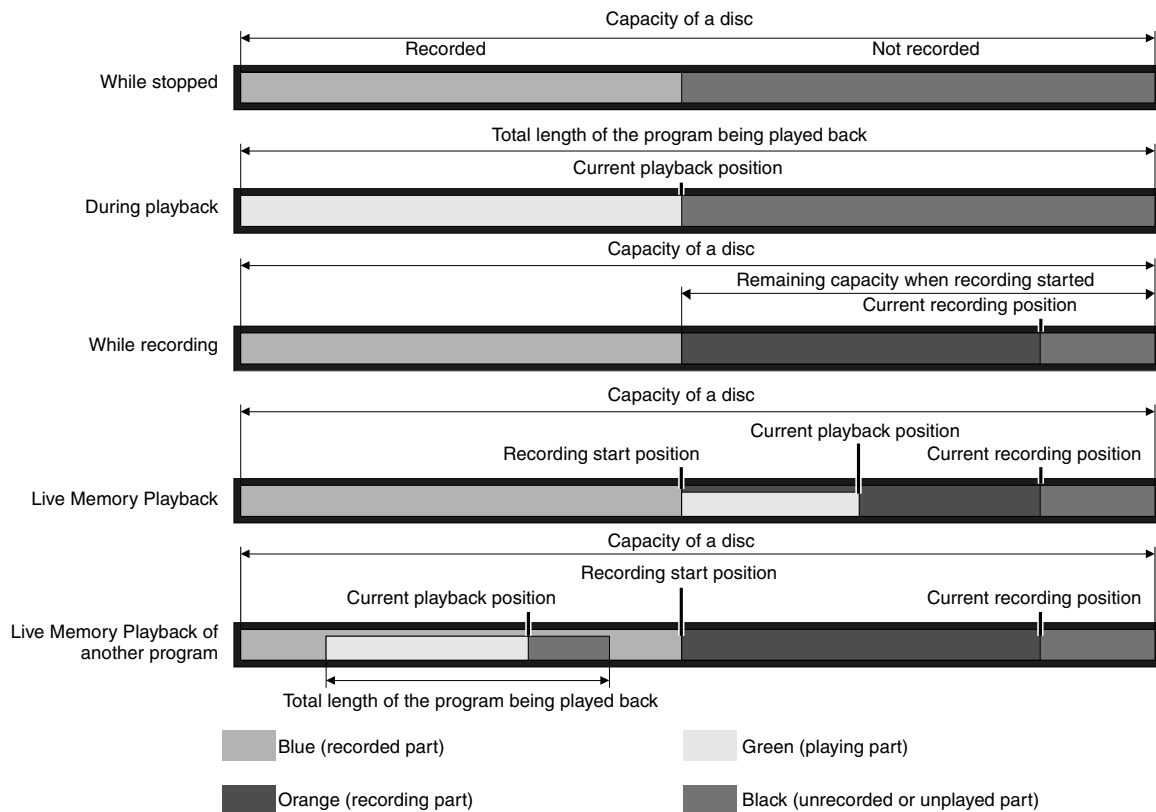 Capacity of a disc
Recorded
Not recorded
While stopped
Total length of the program being played back
Current playback position
During playback
Capacity of a disc
Remaining capacity when recording started
Current recording position
While recording
Capacity of a disc
Current playback position
Recording start position
Current recording position
Live Memory Playback
Capacity of a disc
Recording start position
Current playback position
Current recording position
Live Memory Playback of
another program
Total length of the program being played back
Blue (recorded part)
Green (playing part)
Orange (recording part)
Black (unrecorded or unplayed part)